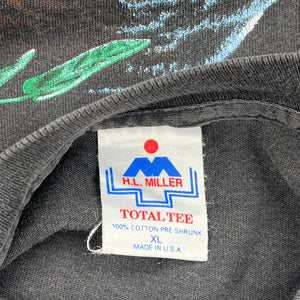 H.L. MILLER
TOTAL TEE
100% COTTON PRE-SHRUNK
XL
MADE IN U.S.A